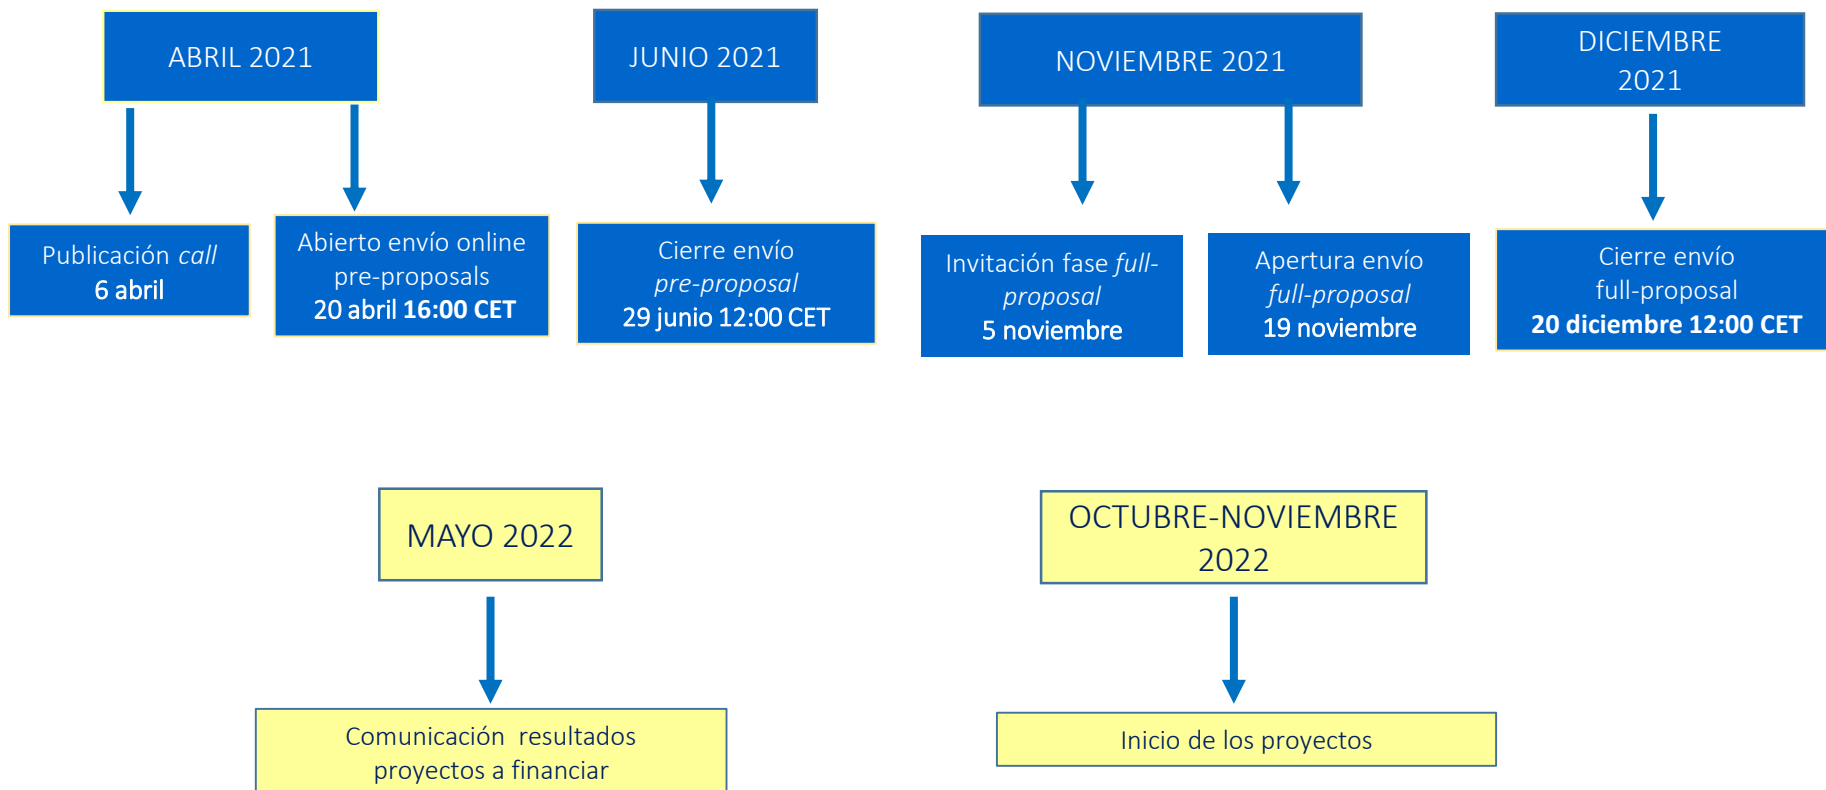 ABRIL 2021
Publicación call
6 abril
Abierto envío online
pre-proposals
20 abril 16:00 CET
JUNIO 2021
Cierre envío
pre-proposal
29 junio 12:00 CET
NOVIEMBRE 2021
Invitación fase full-
proposal
5 noviembre
Apertura envío
full-proposal
19 noviembre
DICIEMBRE
2021
Cierre envío
full-proposal
20 diciembre 12:00 CET
MAYO 2022
Comunicación resultados
proyectos a financiar
OCTUBRE-NOVIEMBRE
2022
Inicio de los proyectos